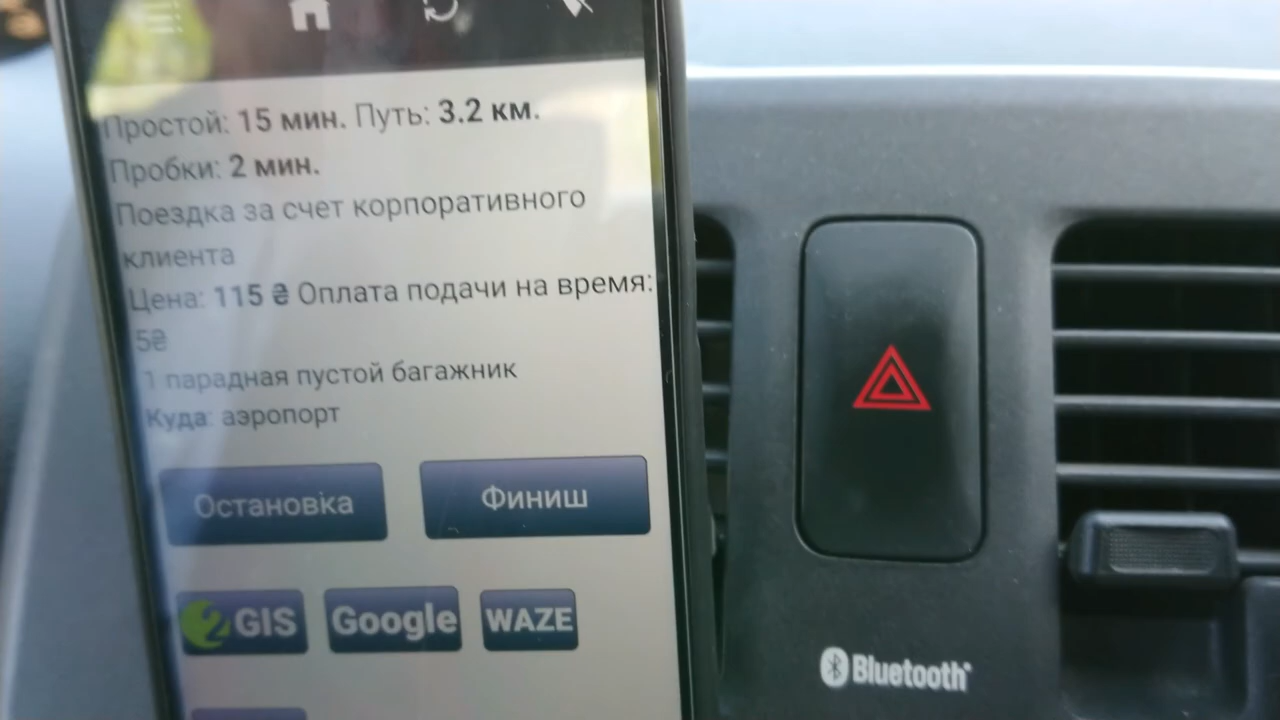 Простой: 15 мин. Путь: 3.2 км.
Пробки: 2 мин.
Поездка за счет корпоративного
клиента
Цена: 115 ₴ Оплата подачи на время:
5₴
1 парадная пустой багажник
Куда: аэропорт
Остановка
Финиш
2GIS
Google
WAZE
Bluetooth